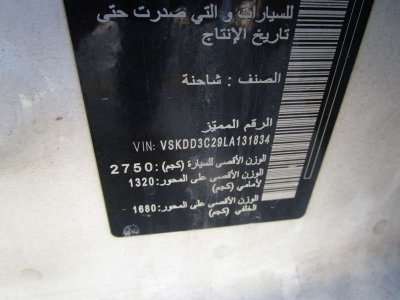 للسيارات و التي صدرت حتى
تاريخ الإنتاج
الصنف : شاحنة
الرقم المميّز
VIN: VSKDD3C29LA131834
الوزن الأقصى للسيارة (كجم): 2750
الوزن الأقصى على المحور: 1320
لأمامي (كجم)
الوزن الأقصى على المحور: 1680
الخلفي (كجم)